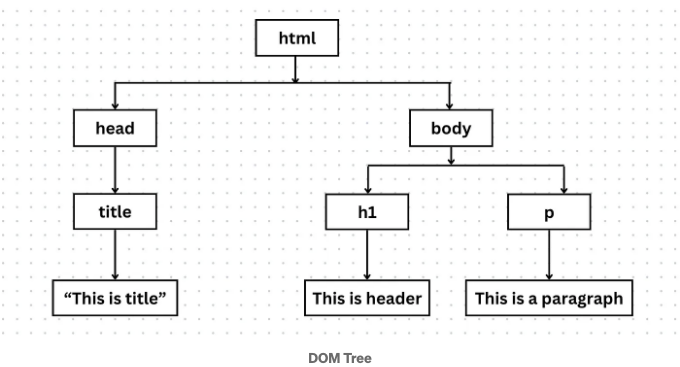 html
head
body
title
h1
p
“This is title”
This is header
This is a paragraph
DOM Tree